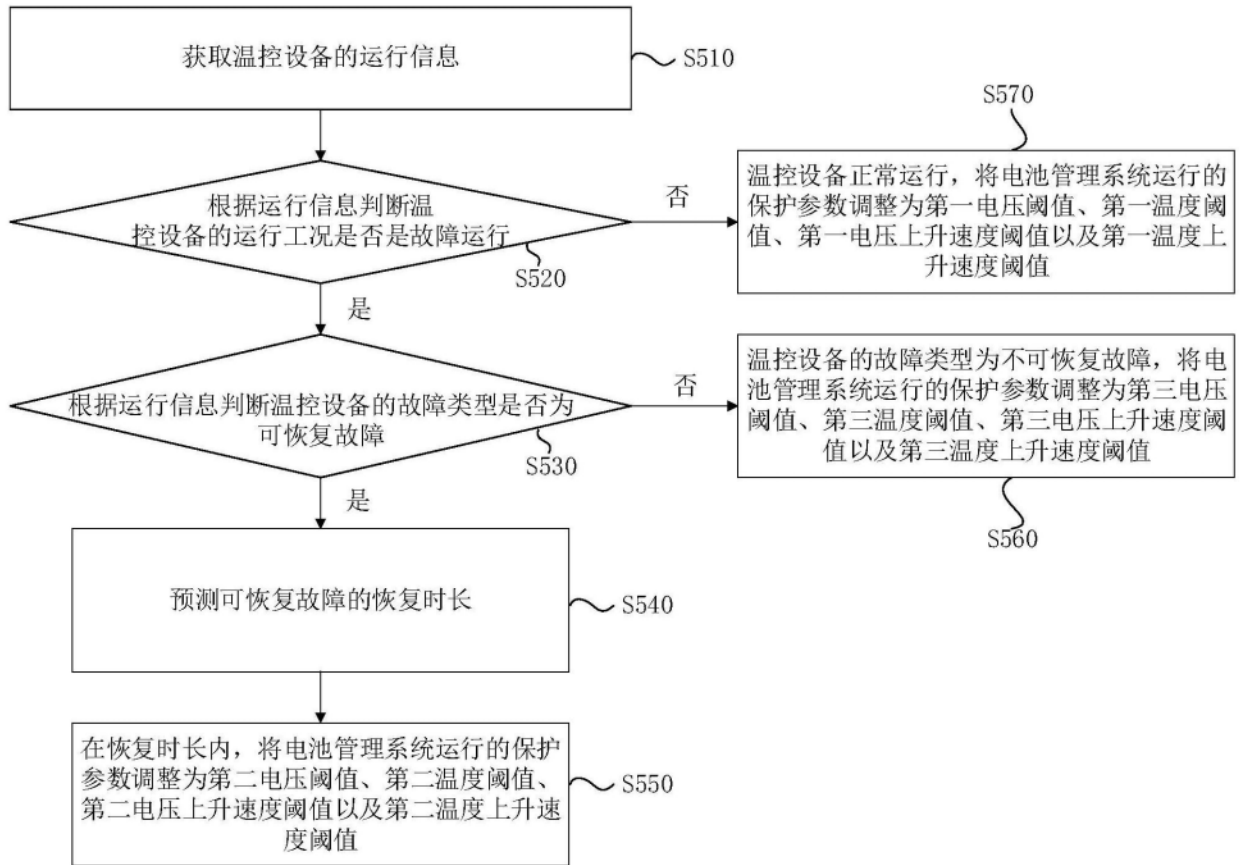 获取温控设备的运行信息
S510
S570
温控设备正常运行，将电池管理系统运行的
保护参数调整为第一电压阈值、第一温度阈
值、第一电压上升速度阈值以及第一温度上
升速度阈值
根据运行信息判断温
控设备的运行工况是否是故障运行
否
S520
是
温控设备的故障类型为不可恢复故障，将电
池管理系统运行的保护参数调整为第三电压
阈值、第三温度阈值、第三电压上升速度阈
值以及第三温度上升速度阈值
根据运行信息判断温控设备的故障类型是否为
可恢复故障
否
S530
S560
是
预测可恢复故障的恢复时长
S540
在恢复时长内，将电池管理系统运行的保护
参数调整为第二电压阈值、第二温度阈值、
第二电压上升速度阈值以及第二温度上升速
度阈值
S550